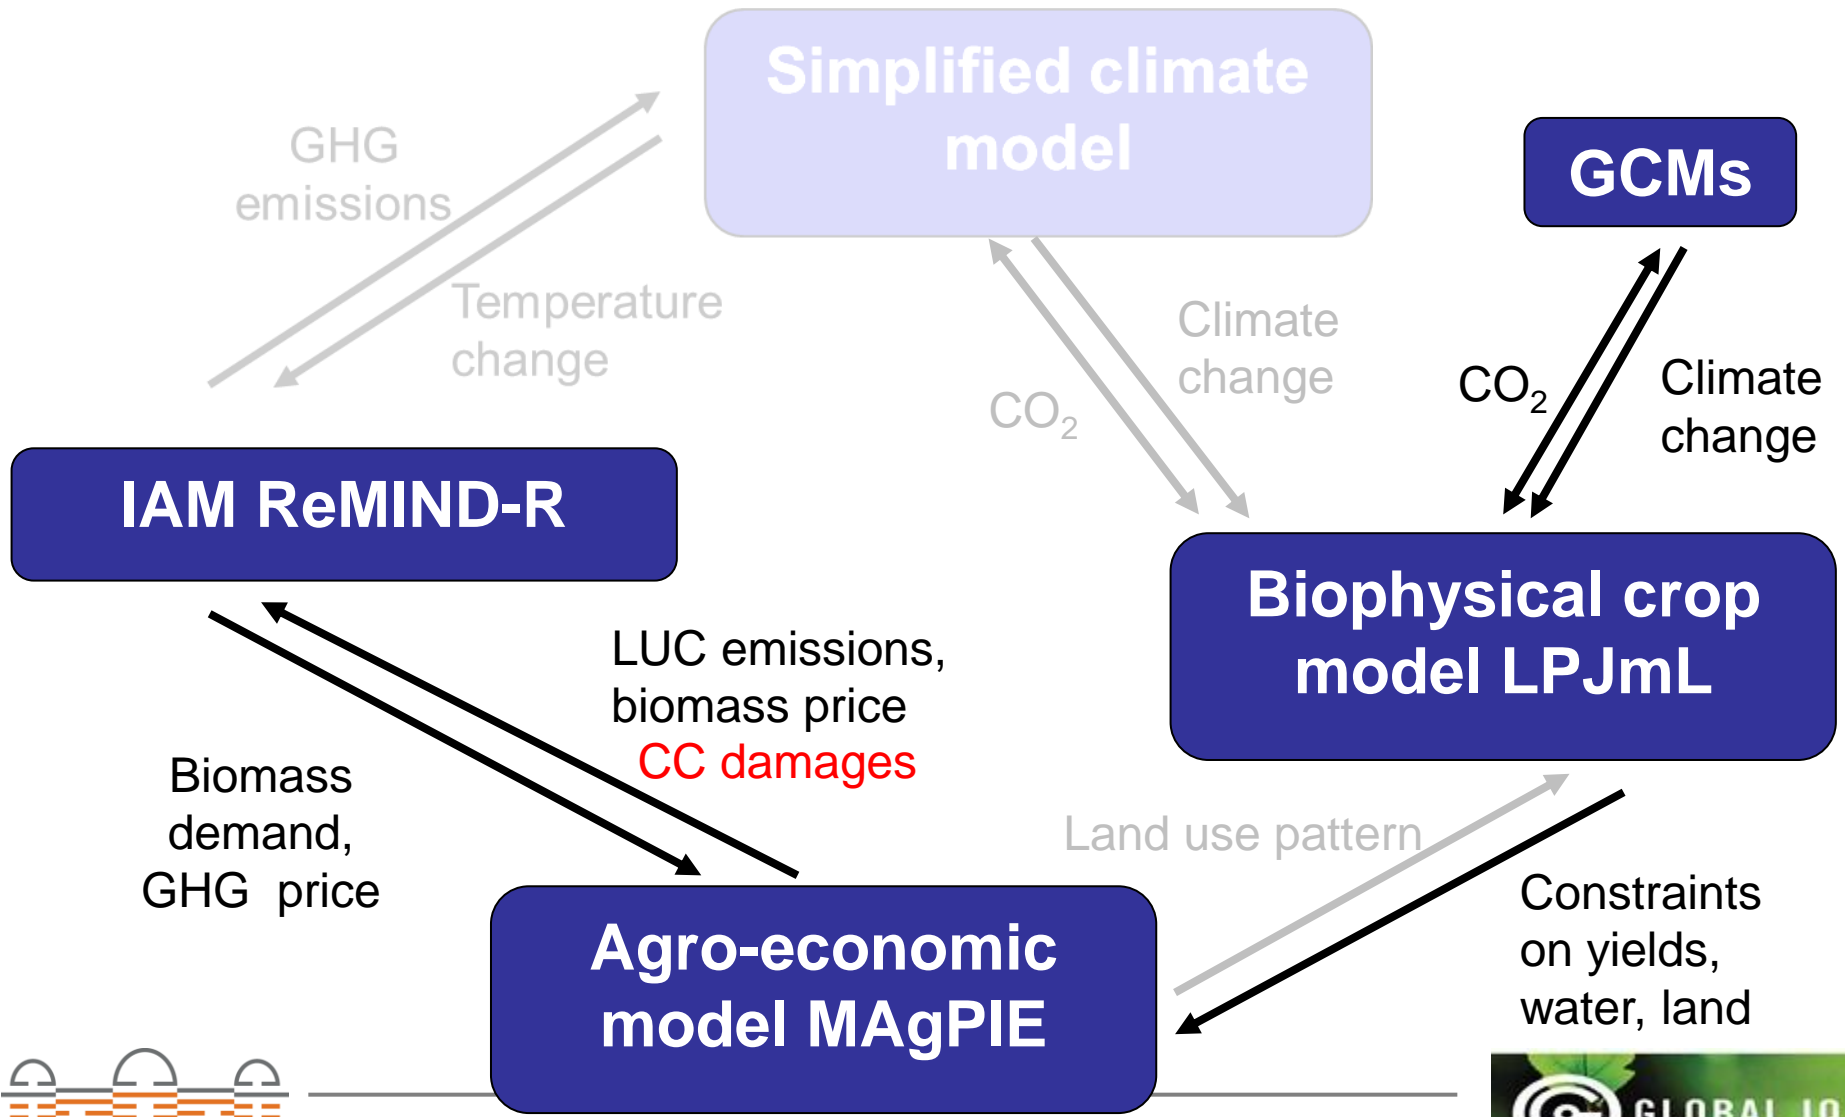 Simplified climate
model
GHG
emissions
GCMs
Temperature
change
Climate
change
CO₂
CO₂
Climate
change
IAM ReMIND-R
Biophysical crop
model LPJmL
LUC emissions,
biomass price
CC damages
Biomass
demand,
GHG price
Land use pattern
Constraints
on yields,
water, land
Agro-economic
model MAgPIE
GLOBAL